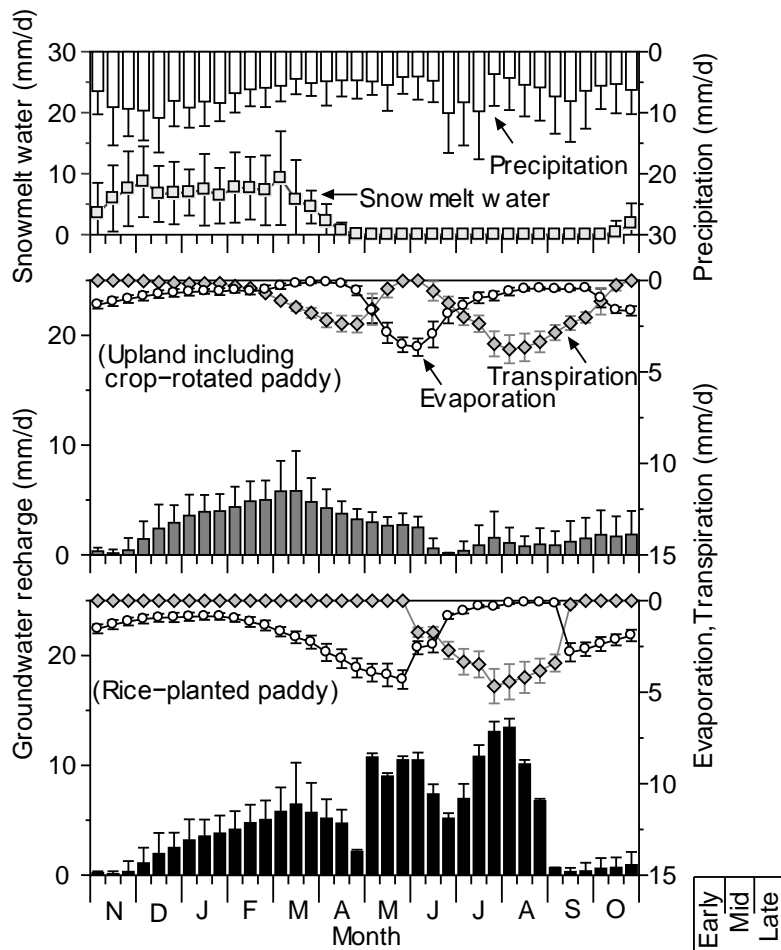 Snowmelt water (mm/d)
30
20
10
0
0
10
20
30
Precipitation (mm/d)
Precipitation
Snow melt water
20
10
0
0
5
10
15
(Upland including
crop-rotated paddy)
Evaporation
Transpiration
Groundwater recharge (mm/d)
Evaporation, Transpiration (mm/d)
20
10
0
0
5
10
15
(Rice-planted paddy)
N D J F M A M J J A S O
Month
Early
Mid
Late